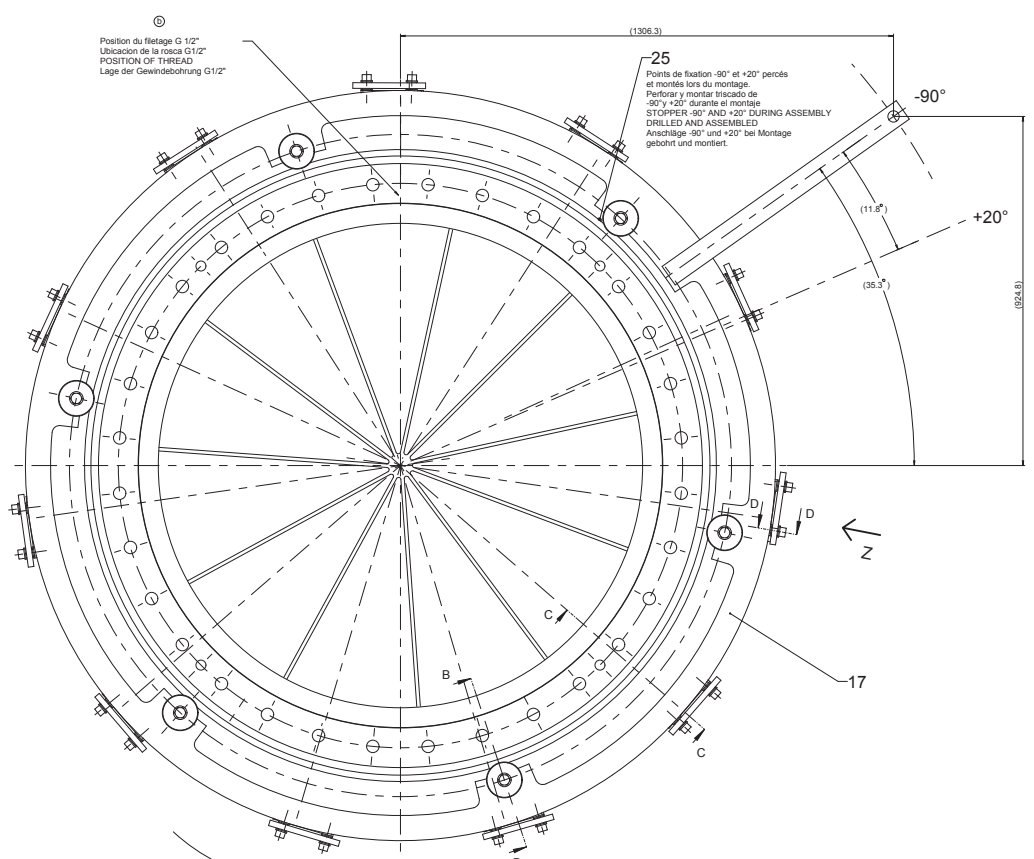 b
Position du filetage G 1/2"
Ubicacion de la rosca G1/2"
POSITION OF THREAD
Lage der Gewindebohrung G1/2"
(1306.3)
25
Points de fixation -90° et +20° percés
et montés lors du montage.
Perforar y montar triscado de
-90°y +20° durante el montaje
STOPPER -90° AND +20° DURING ASSEMBLY
DRILLED AND ASSEMBLED
Anschläge -90° und +20° bei Montage
gebohrt und montiert.
-90°
(11.8°)
+20°
(35.3°)
(924.8)
D
D
Z
C
B
17
C